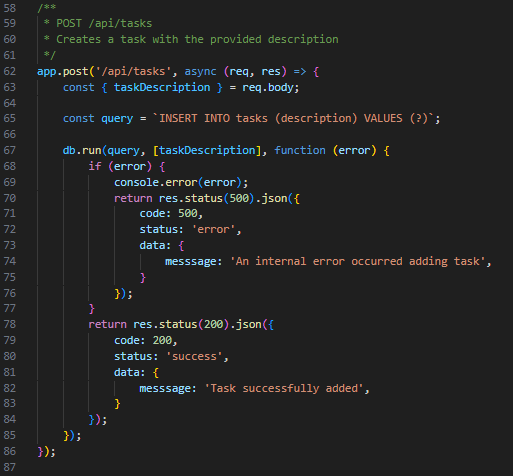 58 /**
59  * POST /api/tasks
60  * Creates a task with the provided description
61  */
62 app.post('/api/tasks', async (req, res) => {
63     const { taskDescription } = req.body;
64
65     const query = `INSERT INTO tasks (description) VALUES (?)`;
66
67     db.run(query, [taskDescription], function (error) {
68         if (error) {
69             console.error(error);
70             return res.status(500).json({
71                 code: 500,
72                 status: 'error',
73                 data: {
74                     messsage: 'An internal error occurred adding task',
75                 }
76             });
77         }
78         return res.status(200).json({
79             code: 200,
80             status: 'success',
81             data: {
82                 messsage: 'Task successfully added',
83             }
84         });
85     });
86 });
87